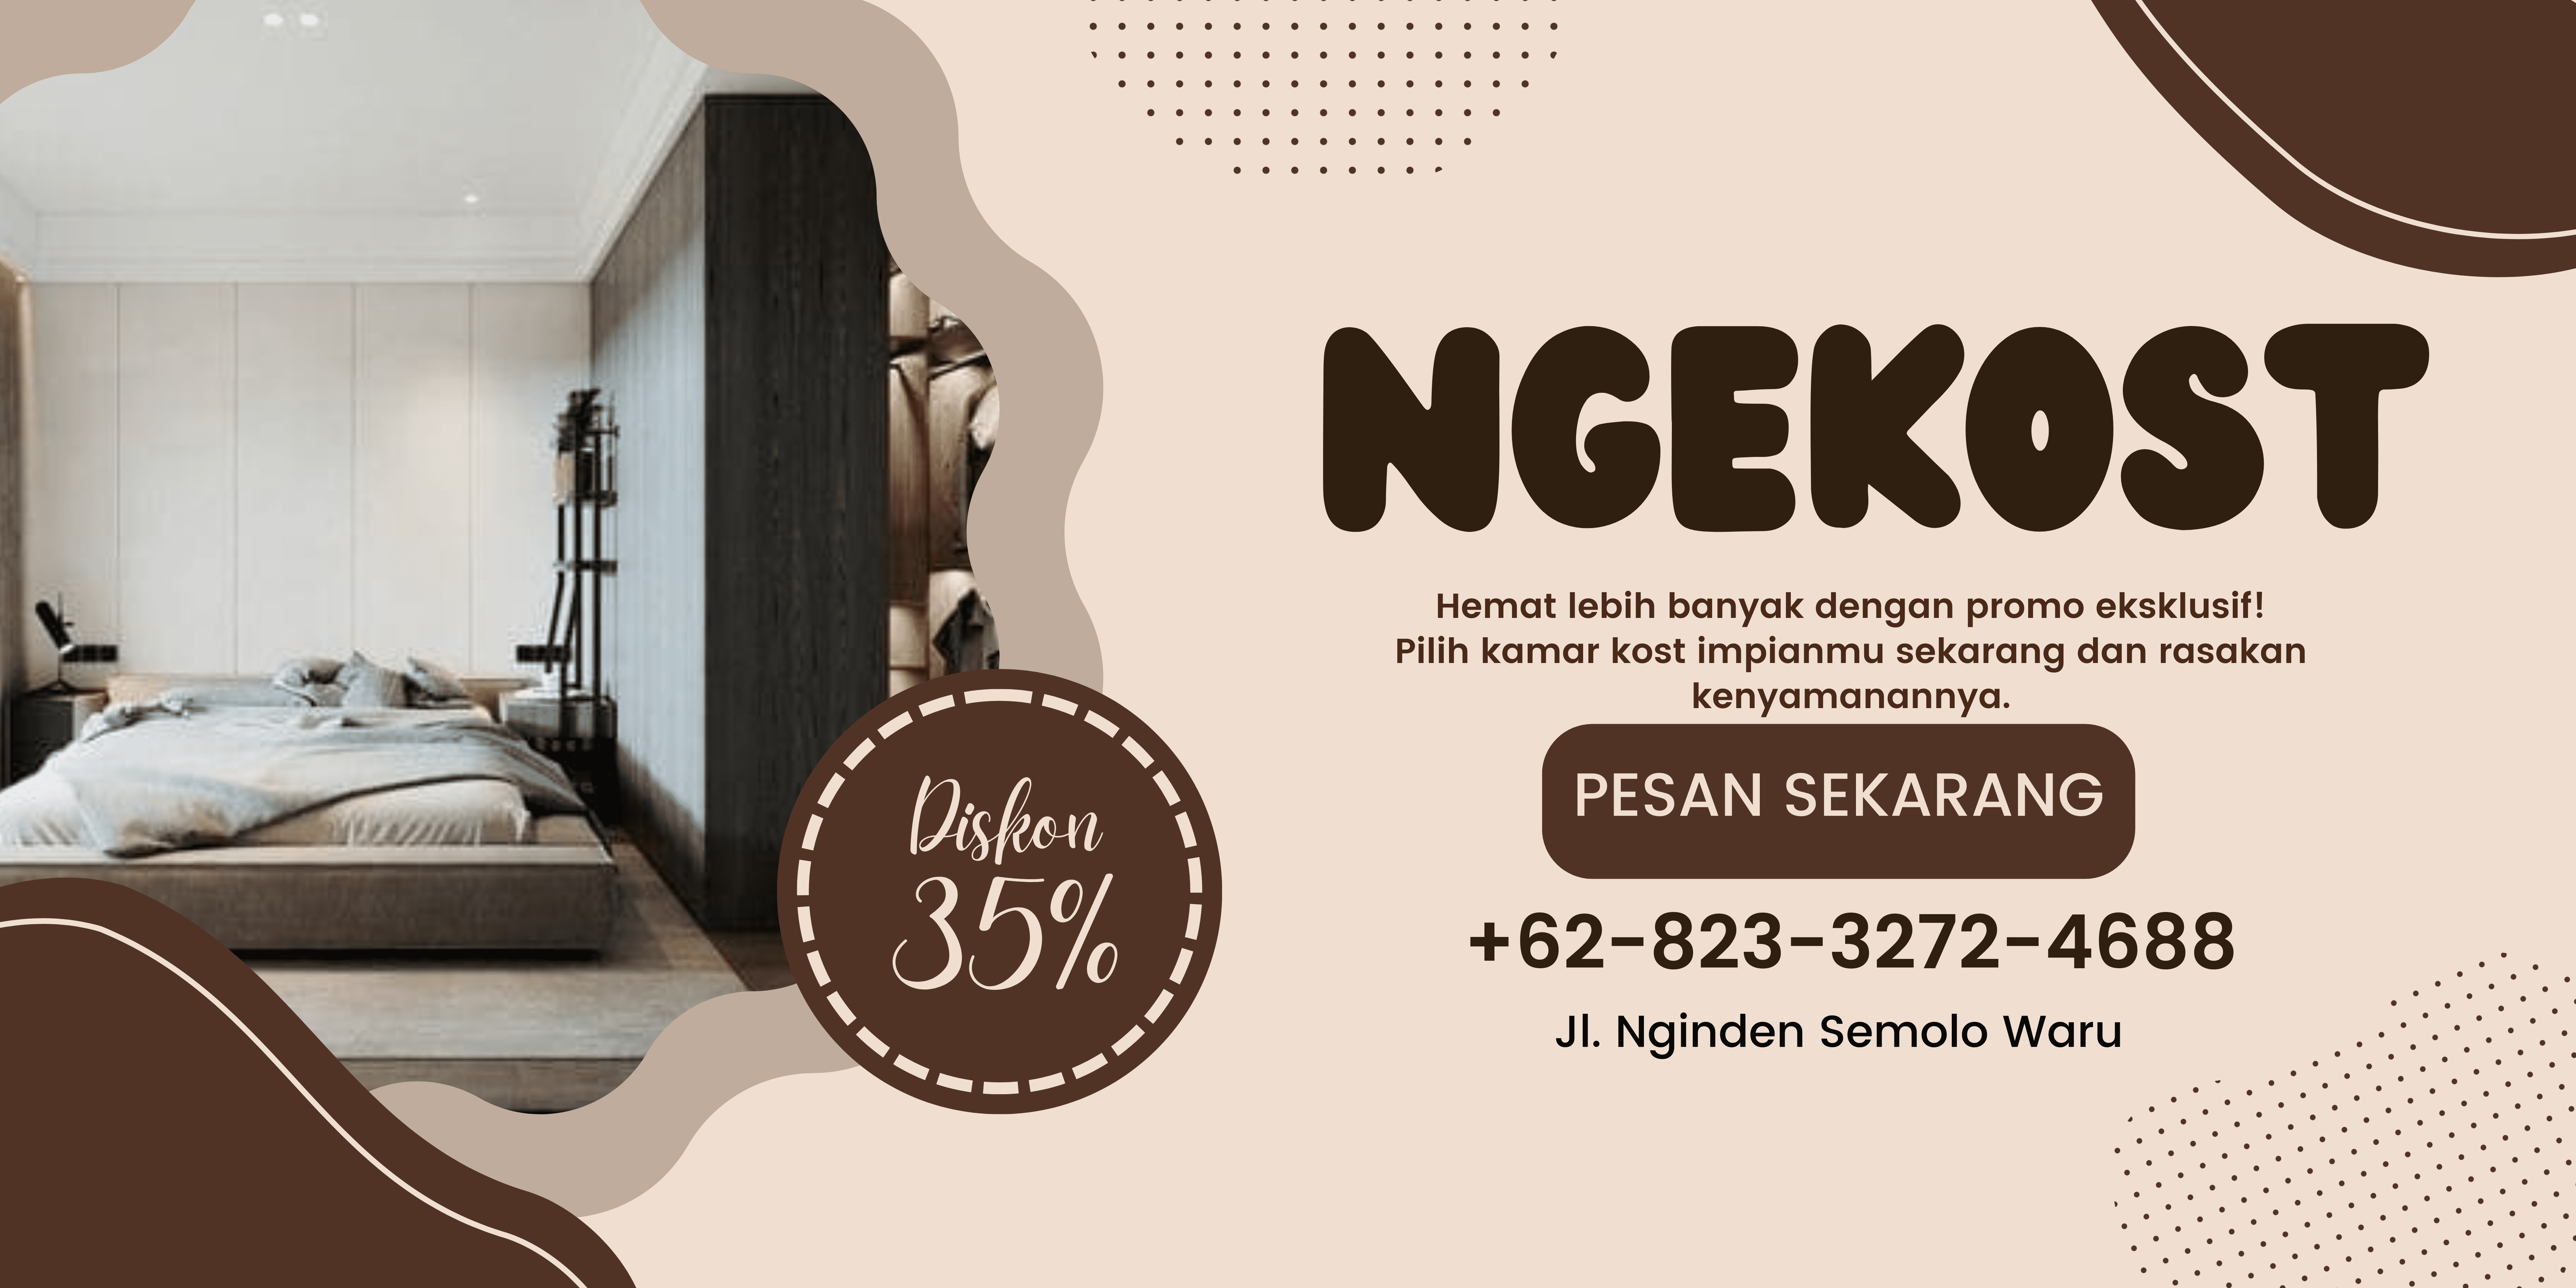 NGEKOST
Hemat lebih banyak dengan promo eksklusif!
Pilih kamar kost impianmu sekarang dan rasakan
kenyamanannya.
PESAN SEKARANG
Diskon
35%
+62-823-3272-4688
Jl. Nginden Semolo Waru